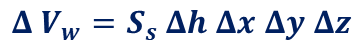 Δ V_w = S_s Δh Δx Δy Δz